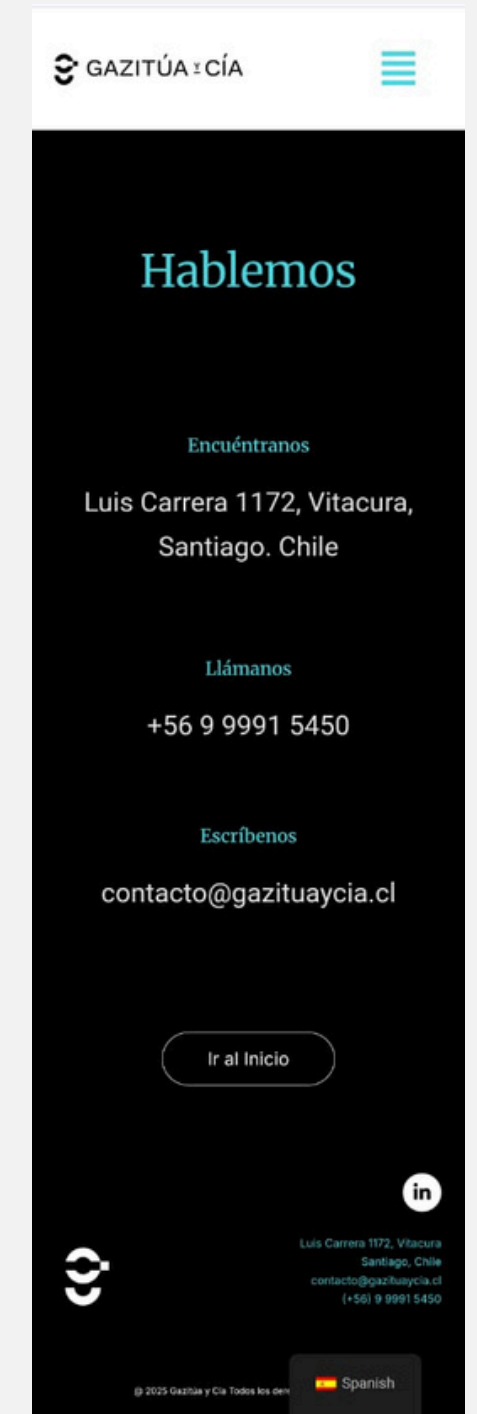 GAZITÚA Y CÍA
Hablemos
Encuéntranos
Luis Carrera 1172, Vitacura,
Santiago. Chile
Llámanos
+56 9 9991 5450
Escríbenos
contacto@gazituaycia.cl
Ir al Inicio
in
Luis Carrera 1172, Vitacura
Santiago, Chile
contacto@gazituaycia.cl
(+56) 9 9991 5450
@ 2025 Gazitúa y Cía Todos los
Spanish